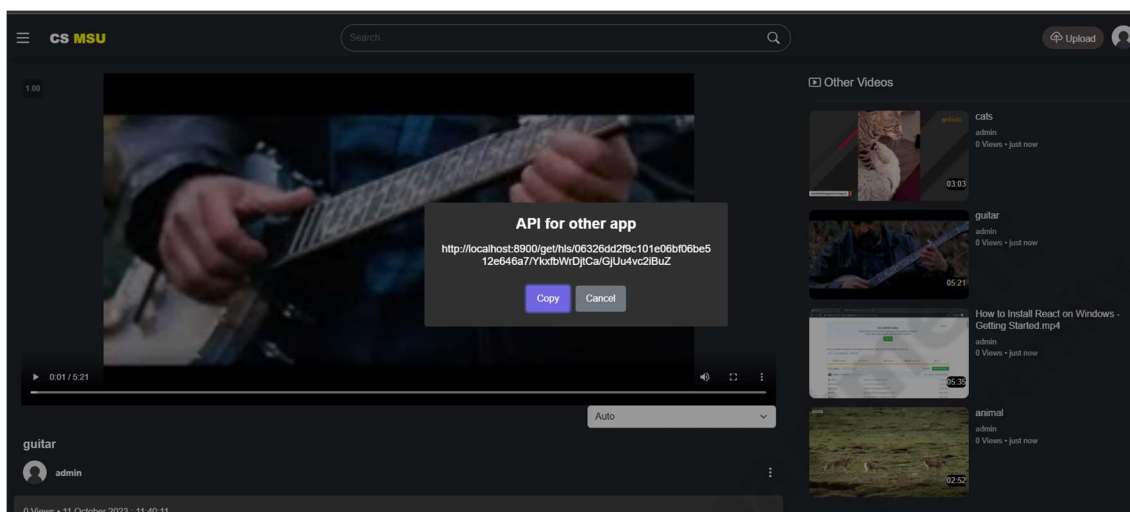 CS MSU
Search..
Upload
1.00
API for other app
http://localhost:8900/get/hls/06326dd2f9c101e06bf06be5
12e646a7/YkxfbWrDjtCa/GjUu4vc2iBuZ
Copy
Cancel
0:01 / 5:21
Auto
guitar
admin
0 Views • 11 October 2023 : 11:40:11
Other Videos
cats
admin
0 Views • just now
03:03
guitar
admin
0 Views • just now
05:21
How to Install React on Windows -
Getting Started.mp4
admin
0 Views • just now
05:35
animal
admin
0 Views • just now
02:52